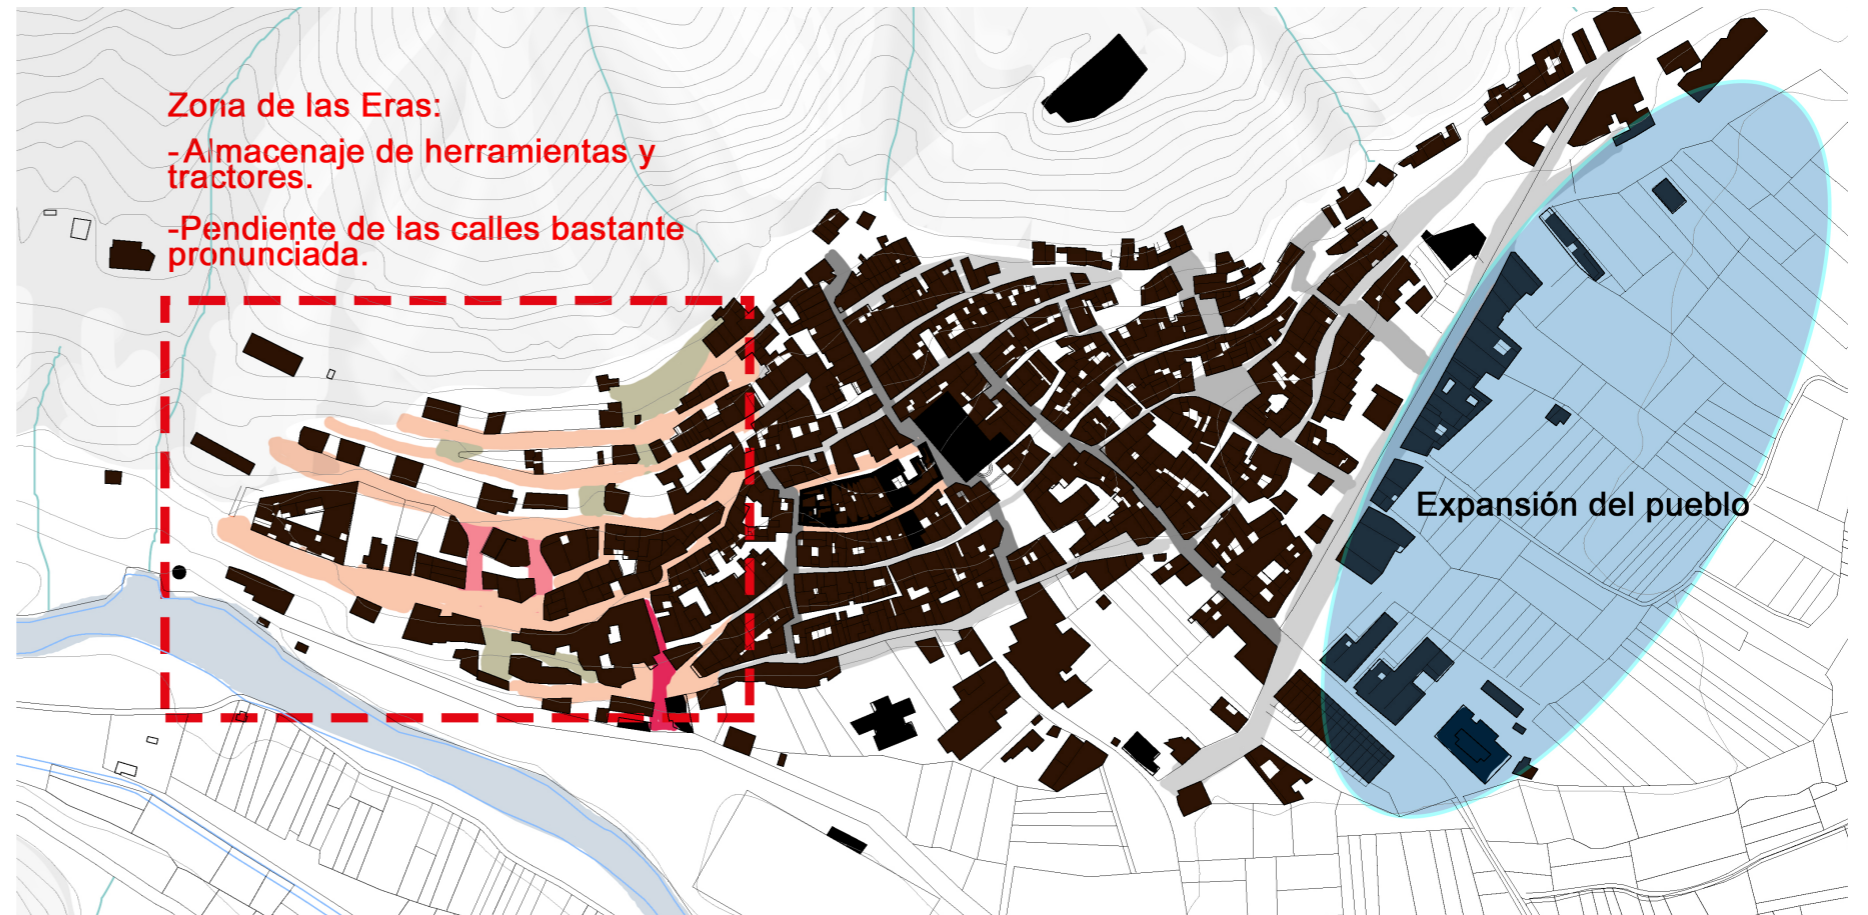 Zona de las Eras:
-Almacenaje de herramientas y
tractores.
-Pendiente de las calles bastante
pronunciada.
Expansión del pueblo